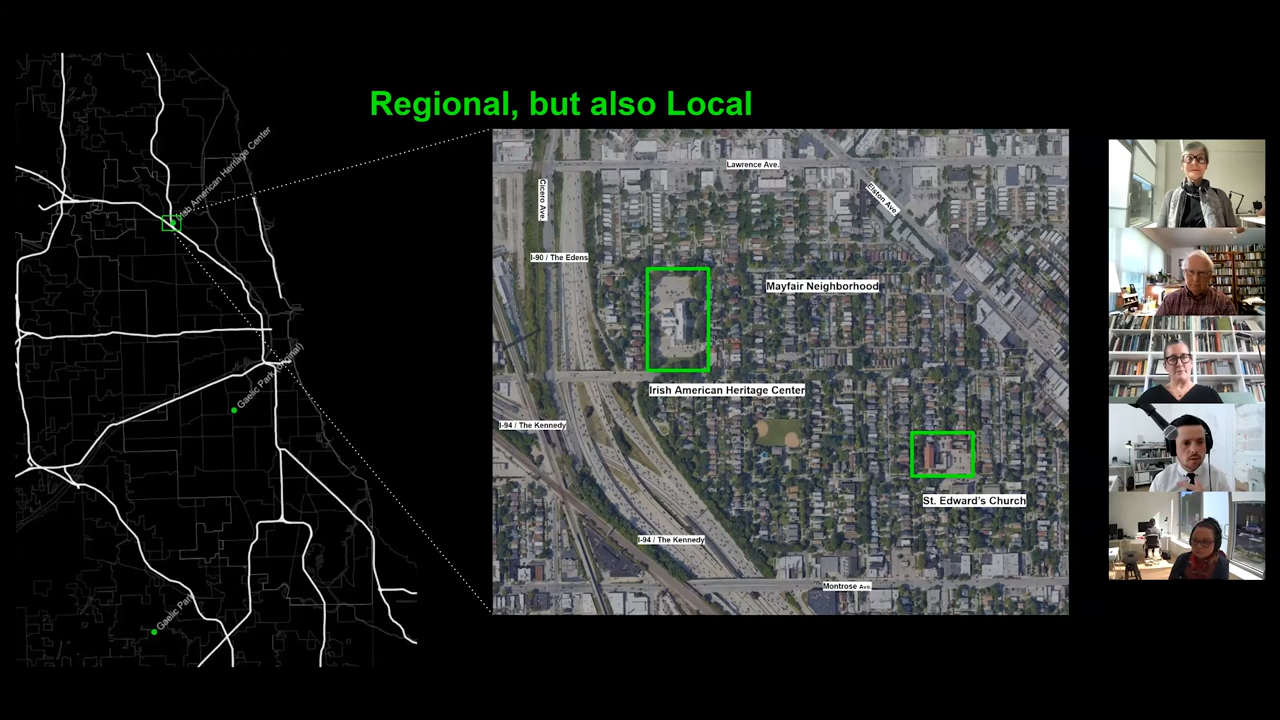 Regional, but also Local
Irish American Heritage Center
Gaelic Park (original)
Gaelic Park
Lawrence Ave.
Cicero Ave.
Elston Ave.
I-90 / The Edens
Mayfair Neighborhood
Irish American Heritage Center
I-94 / The Kennedy
St. Edward's Church
I-94 / The Kennedy
Montrose Ave.